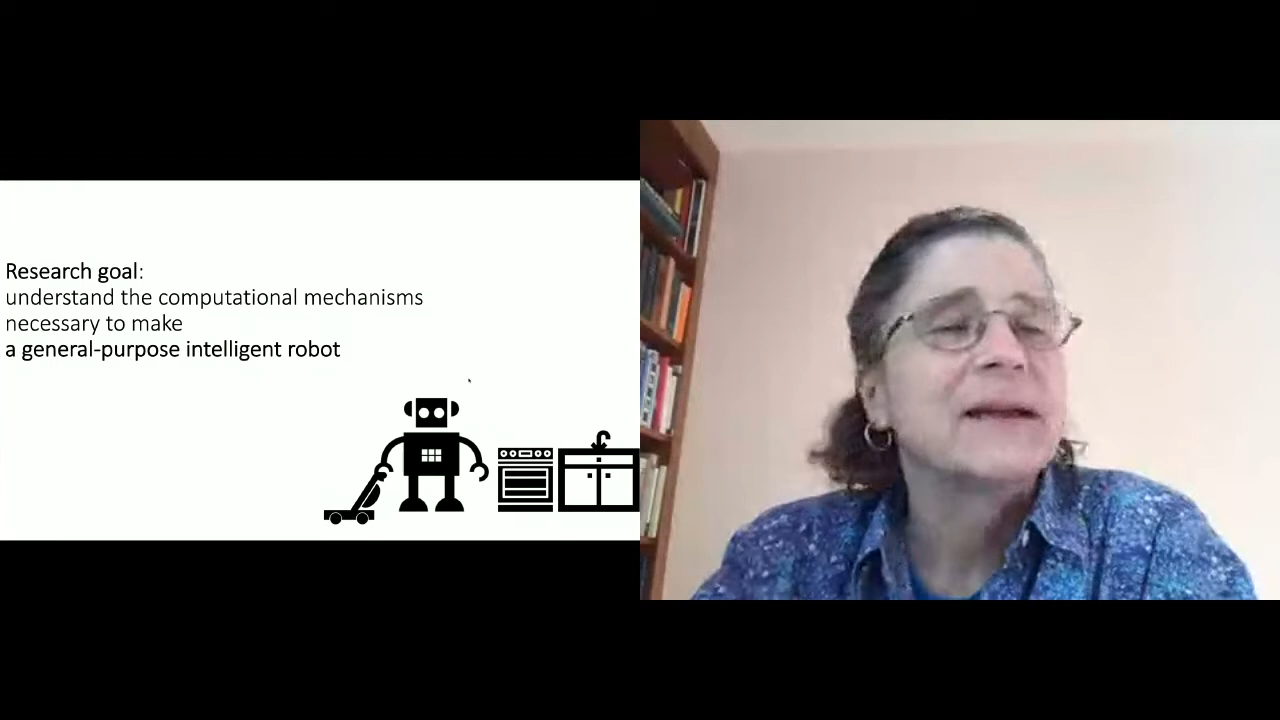 Research goal:
understand the computational mechanisms
necessary to make
a general-purpose intelligent robot